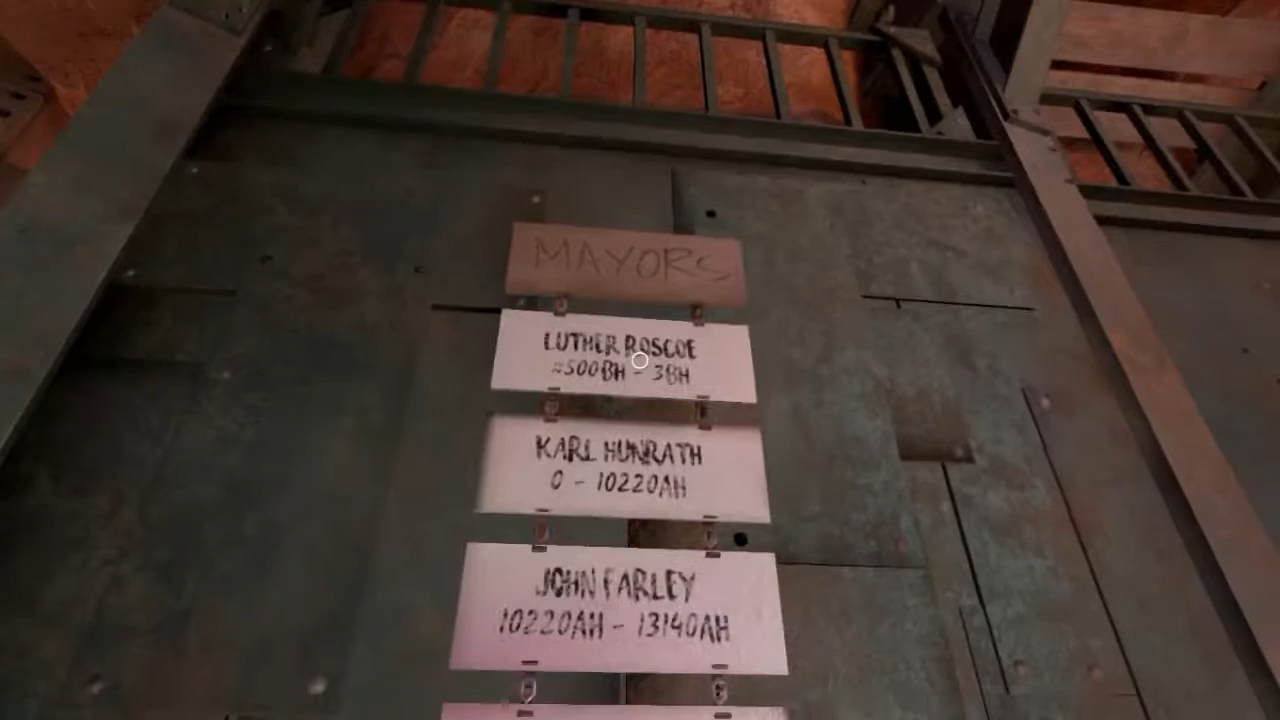 MAYORS
LUTHER ROSCOE
≈500BH - 3BH
KARL HUNRATH
0 - 10220AH
JOHN FARLEY
10220AH - 13140AH